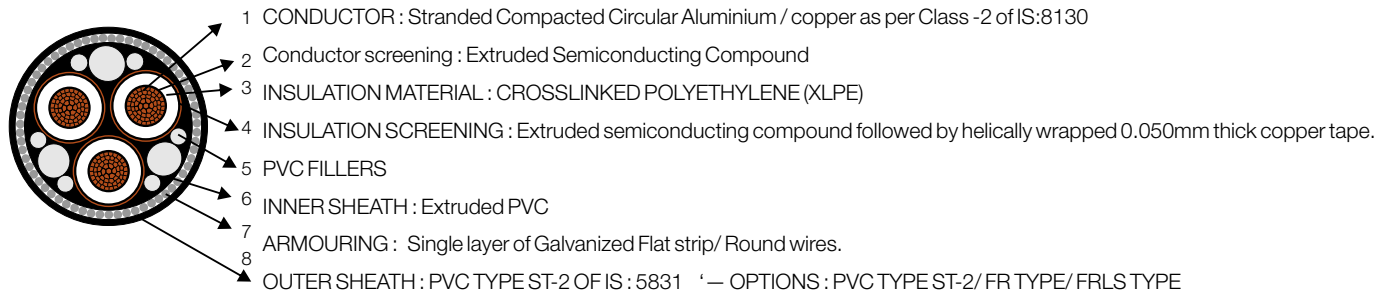 1 CONDUCTOR : Stranded Compacted Circular Aluminium / copper as per Class -2 of IS:8130
2 Conductor screening : Extruded Semiconducting Compound
3 INSULATION MATERIAL : CROSSLINKED POLYETHYLENE (XLPE)
4 INSULATION SCREENING : Extruded semiconducting compound followed by helically wrapped 0.050mm thick copper tape.
5 PVC FILLERS
6 INNER SHEATH : Extruded PVC
7 ARMOURING : Single layer of Galvanized Flat strip/ Round wires.
8 OUTER SHEATH : PVC TYPE ST-2 OF IS : 5831 ‘— OPTIONS : PVC TYPE ST-2/ FR TYPE/ FRLS TYPE